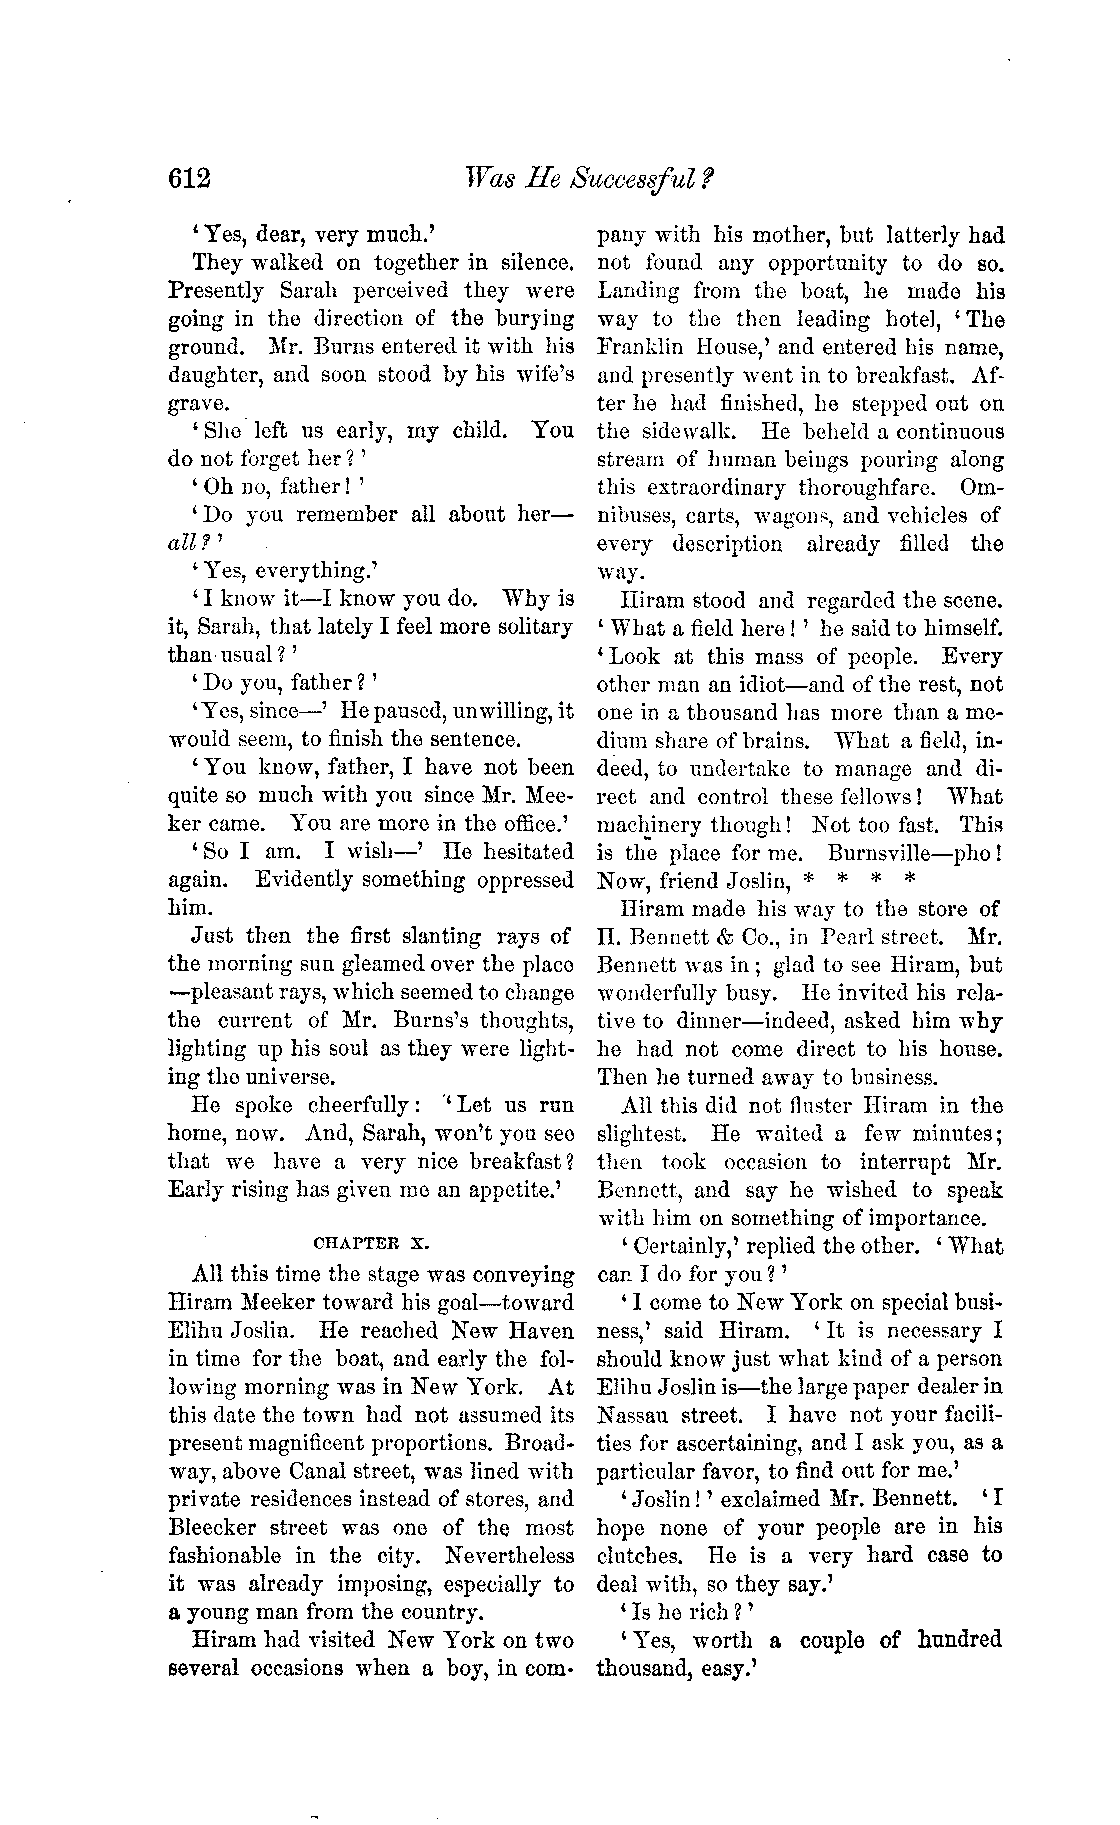 612
Was He Successful?
‘Yes, dear, very much.’
They walked on together in silence.
Presently Sarah perceived they were
going in the direction of the burying
ground. Mr. Burns entered it with his
daughter, and soon stood by his wife’s
grave.
‘She left us early, my child. You
do not forget her?’
‘Oh no, father!’
‘Do you remember all about her—
all?’
‘Yes, everything.’
‘I know it—I know you do. Why is
it, Sarah, that lately I feel more solitary
than usual?’
‘Do you, father?’
‘Yes, since—’ He paused, unwilling, it
would seem, to finish the sentence.
‘You know, father, I have not been
quite so much with you since Mr. Mee-
ker came. You are more in the office.’
‘So I am. I wish—’ He hesitated
again. Evidently something oppressed
him.
Just then the first slanting rays of
the morning sun gleamed over the place
—pleasant rays, which seemed to change
the current of Mr. Burns’s thoughts,
lighting up his soul as they were light-
ing the universe.
He spoke cheerfully: ‘Let us run
home, now. And, Sarah, won’t you see
that we have a very nice breakfast?
Early rising has given me an appetite.’
CHAPTER X.
All this time the stage was conveying
Hiram Meeker toward his goal—toward
Elihu Joslin. He reached New Haven
in time for the boat, and early the fol-
lowing morning was in New York. At
this date the town had not assumed its
present magnificent proportions. Broad-
way, above Canal street, was lined with
private residences instead of stores, and
Bleecker street was one of the most
fashionable in the city. Nevertheless
it was already imposing, especially to
a young man from the country.
Hiram had visited New York on two
several occasions when a boy, in com-
pany with his mother, but latterly had
not found any opportunity to do so.
Landing from the boat, he made his
way to the then leading hotel, ‘The
Franklin House,’ and entered his name,
and presently went in to breakfast. Af-
ter he had finished, he stepped out on
the sidewalk. He beheld a continuous
stream of human beings pouring along
this extraordinary thoroughfare. Om-
nibuses, carts, wagons, and vehicles of
every description already filled the
way.
Hiram stood and regarded the scene.
‘What a field here!’ he said to himself.
‘Look at this mass of people. Every
other man an idiot—and of the rest, not
one in a thousand has more than a me-
dium share of brains. What a field, in-
deed, to undertake to manage and di-
rect and control these fellows! What
machinery though! Not too fast. This
is the place for me. Burnsville—pho!
Now, friend Joslin, * * * *
Hiram made his way to the store of
H. Bennett & Co., in Pearl street. Mr.
Bennett was in; glad to see Hiram, but
wonderfully busy. He invited his rela-
tive to dinner—indeed, asked him why
he had not come direct to his house.
Then he turned away to business.
All this did not fluster Hiram in the
slightest. He waited a few minutes;
then took occasion to interrupt Mr.
Bennett, and say he wished to speak
with him on something of importance.
‘Certainly,’ replied the other. ‘What
can I do for you?’
‘I come to New York on special busi-
ness,’ said Hiram. ‘It is necessary I
should know just what kind of a person
Elihu Joslin is—the large paper dealer in
Nassau street. I have not your facili-
ties for ascertaining, and I ask you, as a
particular favor, to find out for me.’
‘Joslin!’ exclaimed Mr. Bennett. ‘I
hope none of your people are in his
clutches. He is a very hard case to
deal with, so they say.’
‘Is he rich?’
‘Yes, worth a couple of hundred
thousand, easy.’